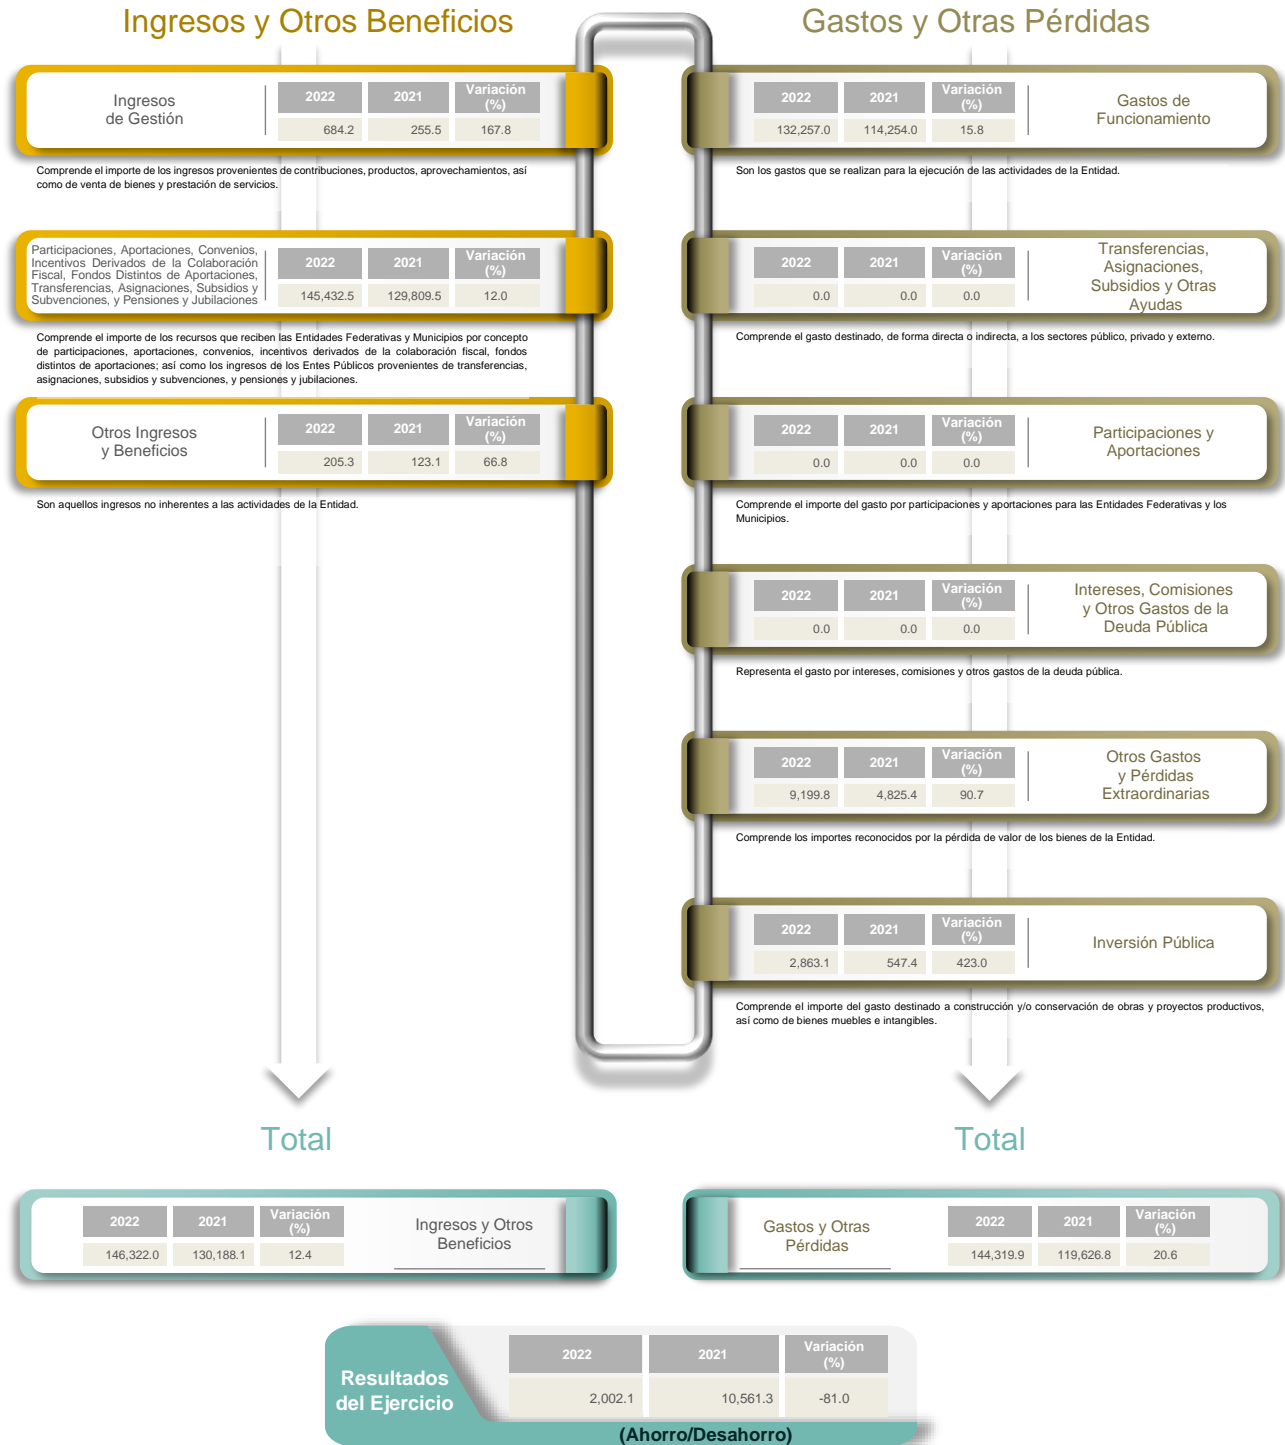 Ingresos y Otros Beneficios
Ingresos
de Gestión
2022 2021 Variación
(%)
684.2 255.5 167.8
Comprende el importe de los ingresos provenientes de contribuciones, productos, aprovechamientos, así
como de venta de bienes y prestación de servicios.
Participaciones, Aportaciones, Convenios,
Incentivos Derivados de la Colaboración
Fiscal, Fondos Distintos de Aportaciones,
Transferencias, Asignaciones, Subsidios y
Subvenciones, y Pensiones y Jubilaciones
2022 2021 Variación
(%)
145,432.5 129,809.5 12.0
Comprende el importe de los recursos que reciben las Entidades Federativas y Municipios por concepto
de participaciones, aportaciones, convenios, incentivos derivados de la colaboración fiscal, fondos
distintos de aportaciones; así como los ingresos de los Entes Públicos provenientes de transferencias,
asignaciones, subsidios y subvenciones, y pensiones y jubilaciones.
Otros Ingresos
y Beneficios
2022 2021 Variación
(%)
205.3 123.1 66.8
Son aquellos ingresos no inherentes a las actividades de la Entidad.
Gastos y Otras Pérdidas
2022 2021 Variación
(%)
132,257.0 114,254.0 15.8
Gastos de
Funcionamiento
Son los gastos que se realizan para la ejecución de las actividades de la Entidad.
2022 2021 Variación
(%)
0.0 0.0 0.0
Transferencias,
Asignaciones,
Subsidios y Otras
Ayudas
Comprende el gasto destinado, de forma directa o indirecta, a los sectores público, privado y externo.
2022 2021 Variación
(%)
0.0 0.0 0.0
Participaciones y
Aportaciones
Comprende el importe del gasto por participaciones y aportaciones para las Entidades Federativas y los
Municipios.
2022 2021 Variación
(%)
0.0 0.0 0.0
Intereses, Comisiones
y Otros Gastos de la
Deuda Pública
Representa el gasto por intereses, comisiones y otros gastos de la deuda pública.
2022 2021 Variación
(%)
9,199.8 4,825.4 90.7
Otros Gastos
y Pérdidas
Extraordinarias
Comprende los importes reconocidos por la pérdida de valor de los bienes de la Entidad.
2022 2021 Variación
(%)
2,863.1 547.4 423.0
Inversión Pública
Comprende el importe del gasto destinado a construcción y/o conservación de obras y proyectos productivos,
así como de bienes muebles e intangibles.
Total
2022 2021 Variación
(%)
146,322.0 130,188.1 12.4
Ingresos y Otros
Beneficios
Total
Gastos y Otras
Pérdidas
2022 2021 Variación
(%)
144,319.9 119,626.8 20.6
Resultados
del Ejercicio
2022 2021 Variación
(%)
2,002.1 10,561.3 -81.0
(Ahorro/Desahorro)